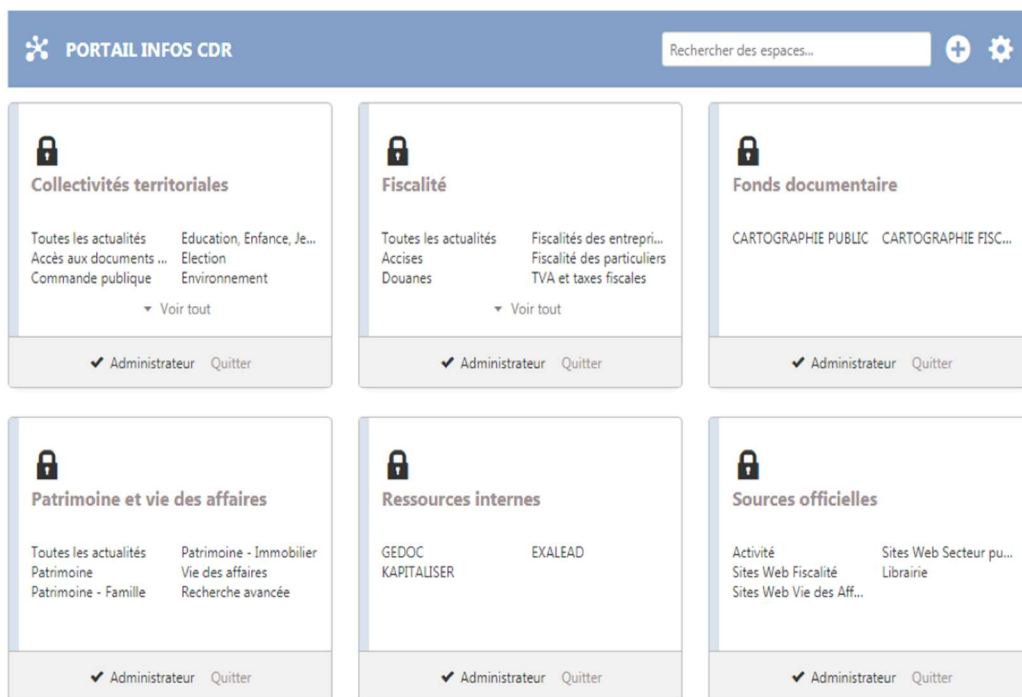 PORTAIL INFOS CDR
Rechercher des espaces...
Collectivités territoriales
Toutes les actualités Education, Enfance, Je...
Accès aux documents ... Election
Commande publique Environnement
Voir tout
Administrateur Quitter
Fiscalité
Toutes les actualités Fiscalités des entrepri...
Accises Fiscalité des particuliers
Douanes TVA et taxes fiscales
Voir tout
Administrateur Quitter
Fonds documentaire
CARTOGRAPHIE PUBLIC CARTOGRAPHIE FISC...
Administrateur Quitter
Patrimoine et vie des affaires
Toutes les actualités Patrimoine - Immobilier
Patrimoine Vie des affaires
Patrimoine - Famille Recherche avancée
Administrateur Quitter
Ressources internes
GEDOC EXALEAD
KAPITALISER
Administrateur Quitter
Sources officielles
Activité Sites Web Secteur pu...
Sites Web Fiscalité Librairie
Sites Web Vie des Aff...
Administrateur Quitter